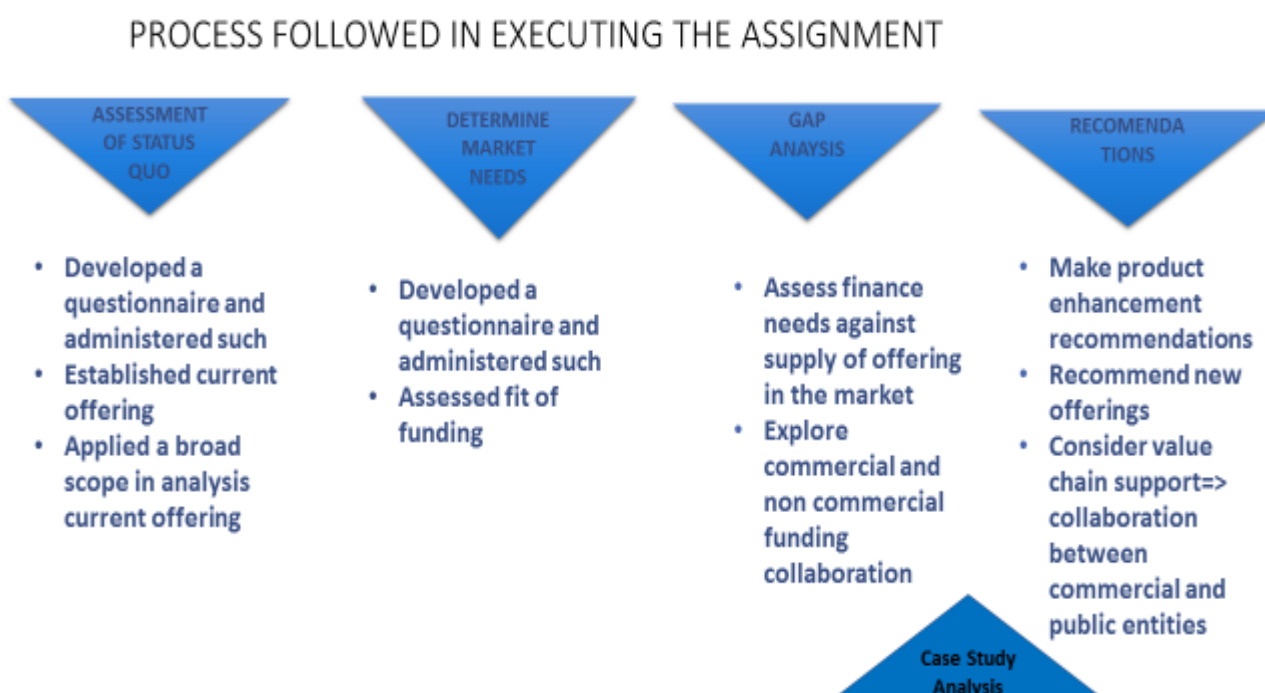 PROCESS FOLLOWED IN EXECUTING THE ASSIGNMENT
ASSESSMENT
OF STATUS
QUO
• Developed a
questionnaire and
administered such
• Established current
offering
• Applied a broad
scope in analysis
current offering
DETERMINE
MARKET
NEEDS
• Developed a
questionnaire and
administered such
• Assessed fit of
funding
GAP
ANAYSIS
• Assess finance
needs against
supply of offering
in the market
• Explore
commercial and
non commercial
funding
collaboration
RECOMENDA
TIONS
• Make product
enhancement
recommendations
• Recommend new
offerings
• Consider value
chain support=>
collaboration
between
commercial and
public entities
Case Study
Analysis